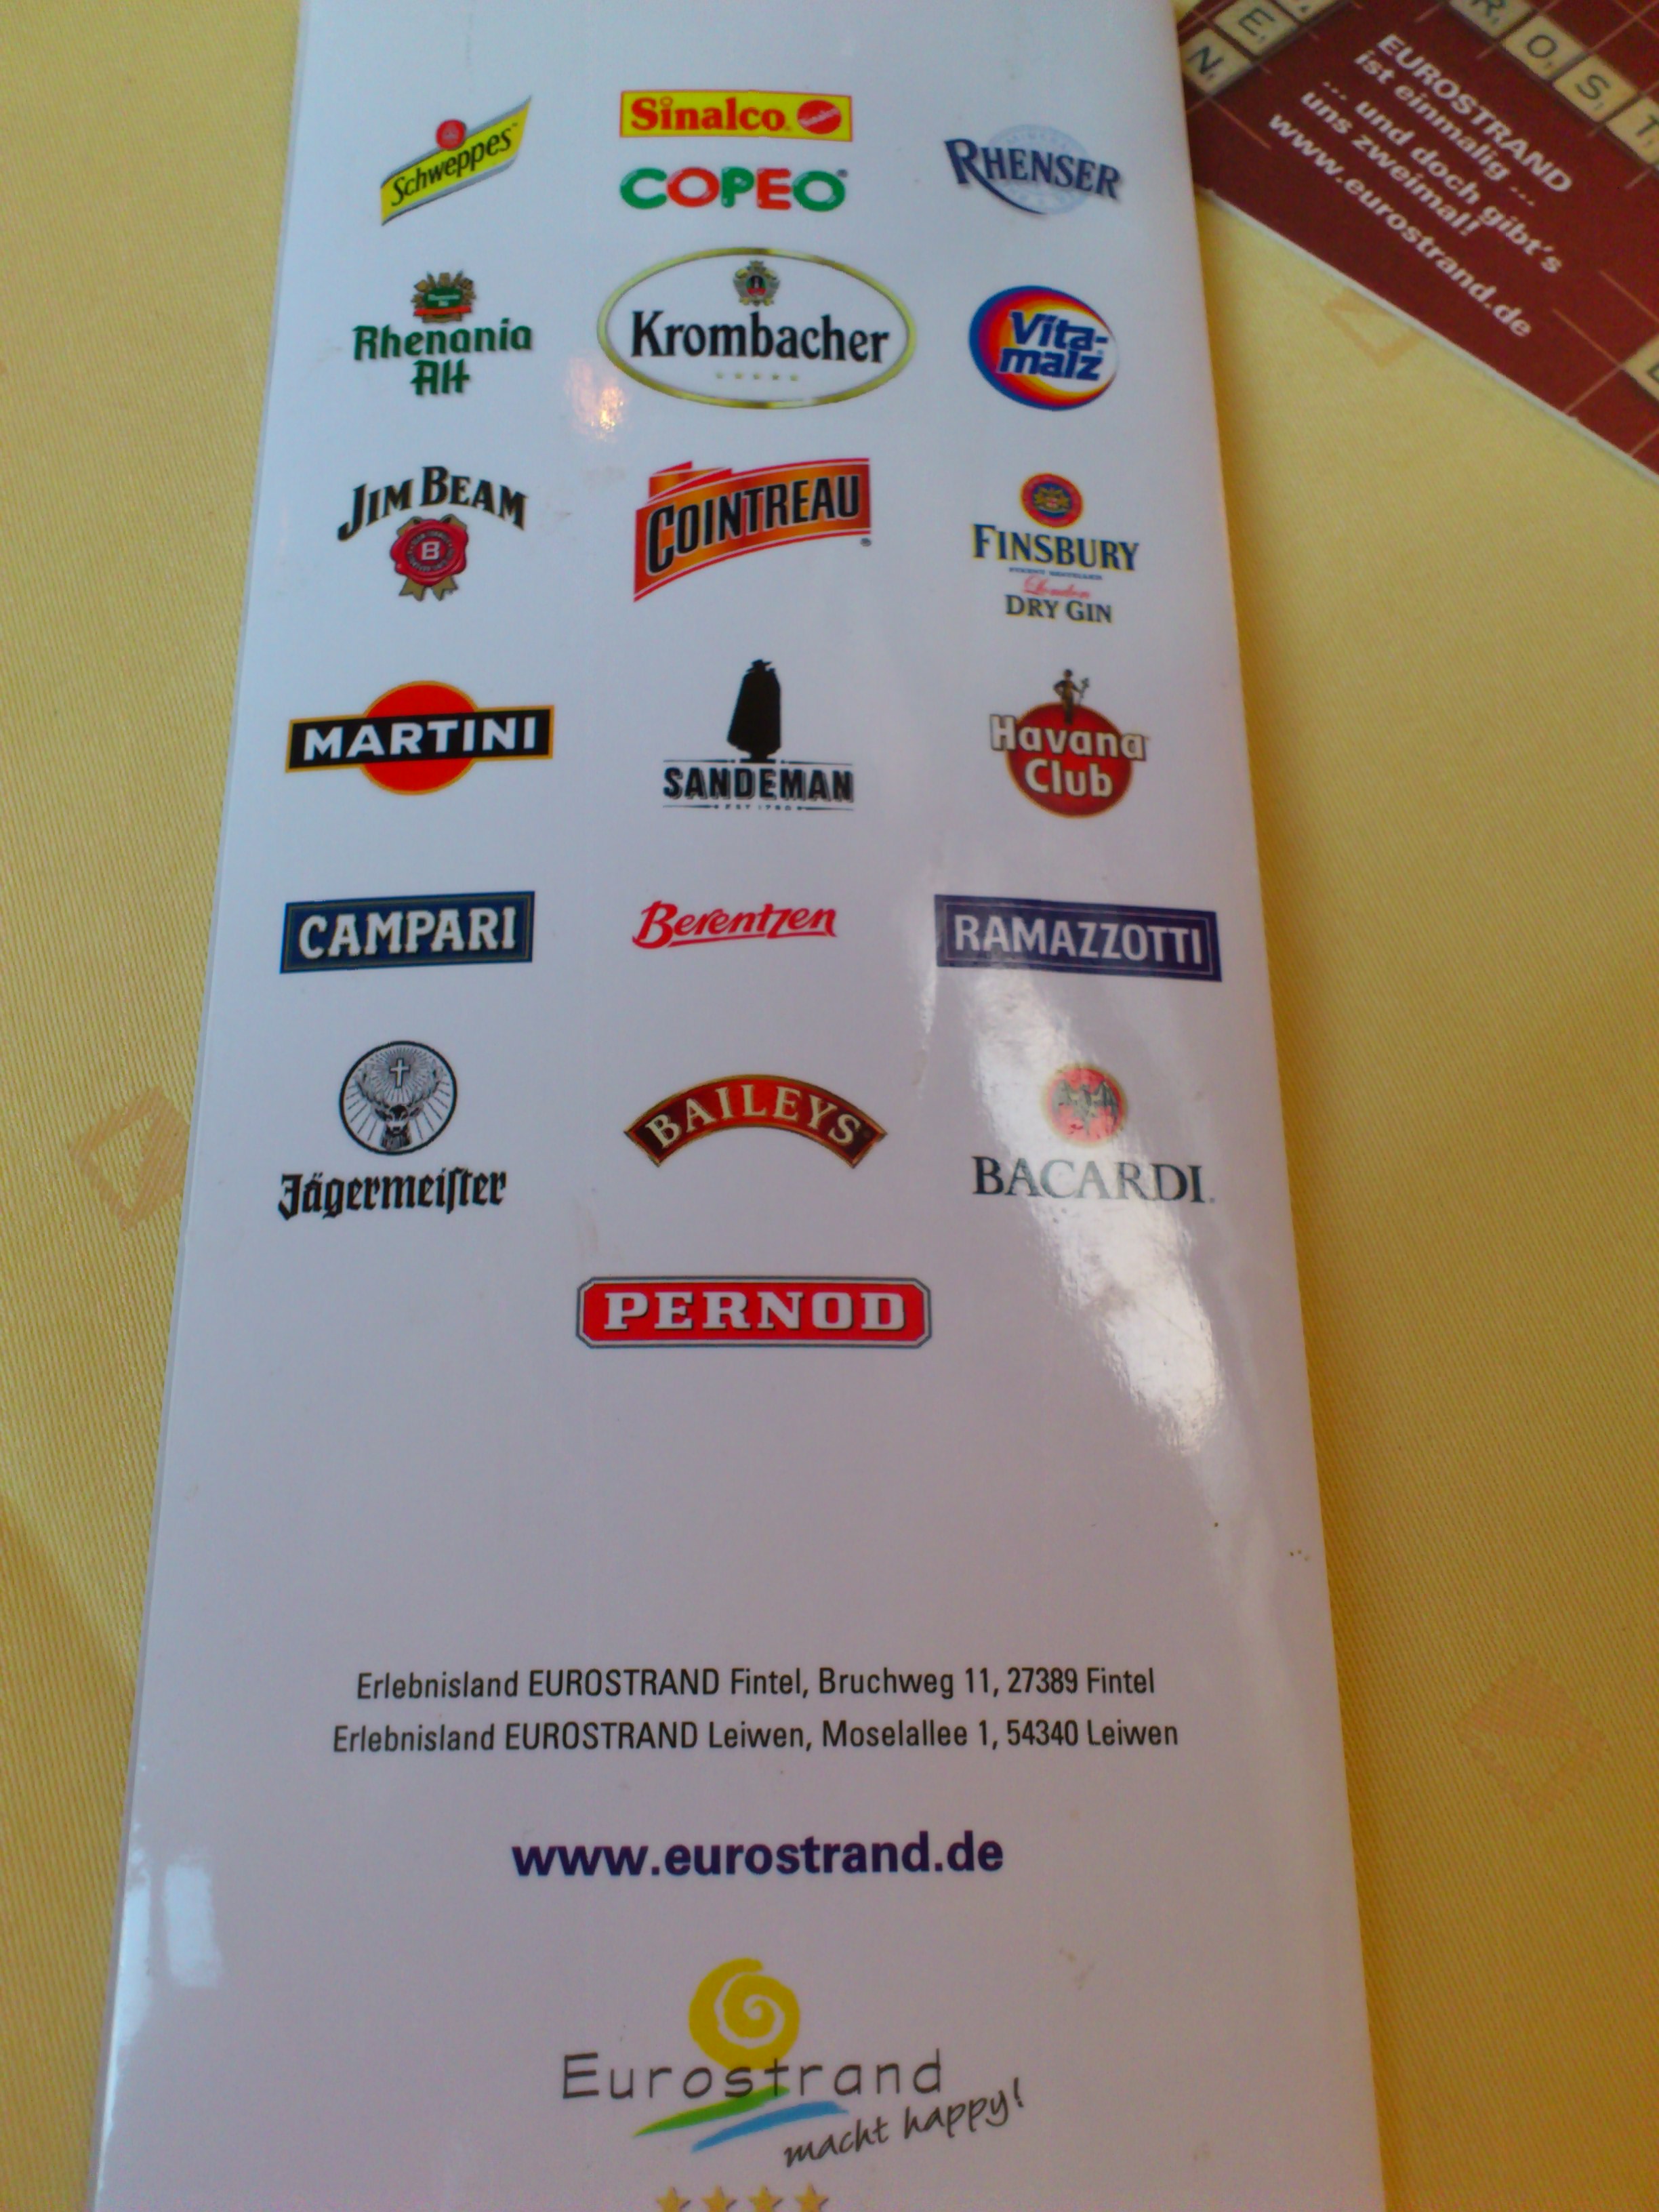 Schweppes
Sinalco
COPEO
RHENSER
Rhenania
Alt
Krombacher
Vita-
malz
JIM BEAM
B
COINTREAU
FINSBURY
London
DRY GIN
MARTINI
SANDEMAN
EST 1790
Havana
Club
CAMPARI
Berentzen
RAMAZZOTTI
Jägermeiſter
BAILEYS
BACARDI
PERNOD
Erlebnisland EUROSTRAND Fintel, Bruchweg 11, 27389 Fintel
Erlebnisland EUROSTRAND Leiwen, Moselallee 1, 54340 Leiwen
www.eurostrand.de
Eurostrand
macht happy!
E N
R O S T
EUROSTRAND
ist einmalig ...
... und doch gibt's
uns zweimal!
www.eurostrand.de